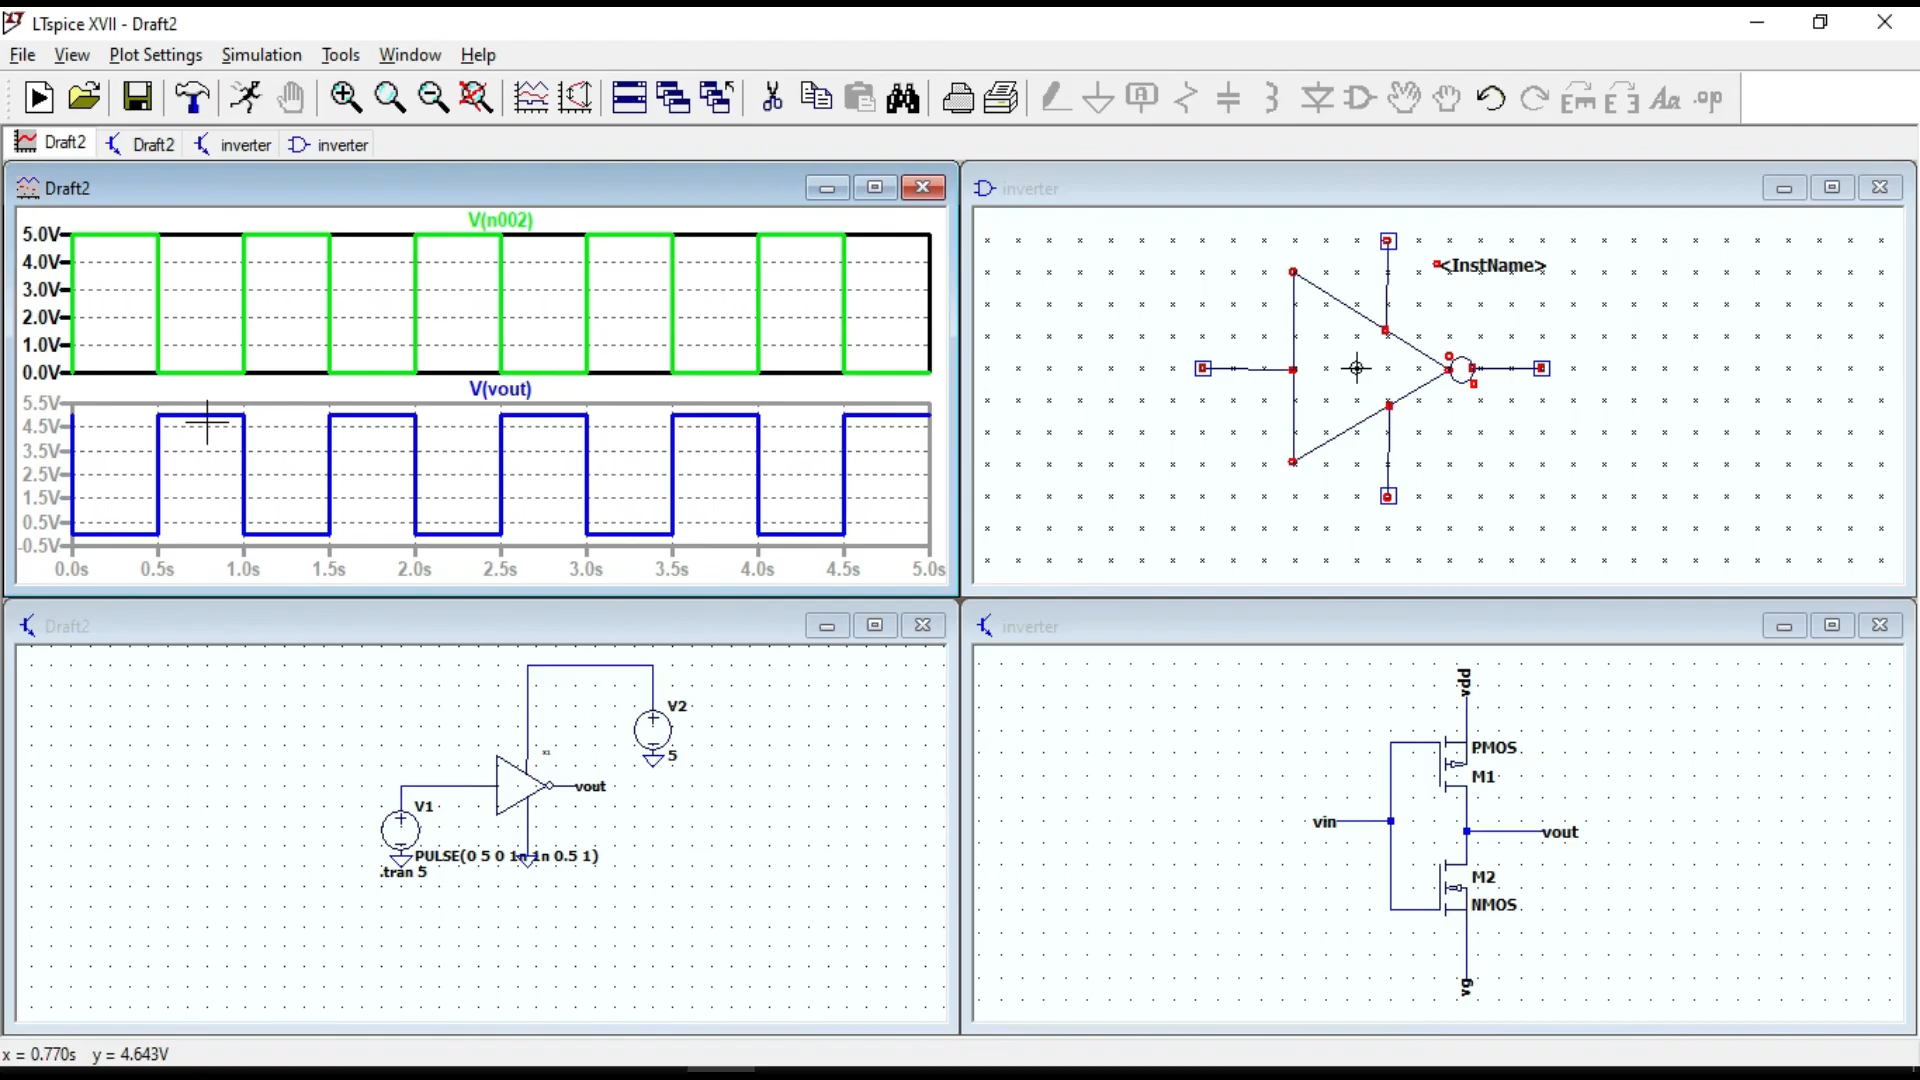 LTspice XVII - Draft2
File View Plot Settings Simulation Tools Window Help
Aa .op
Draft2 Draft2 inverter inverter
Draft2
V(n002)
5.0V
4.0V
3.0V
2.0V
1.0V
0.0V
V(vout)
5.5V
4.5V
3.5V
2.5V
1.5V
0.5V
-0.5V
0.0s 0.5s 1.0s 1.5s 2.0s 2.5s 3.0s 3.5s 4.0s 4.5s 5.0s
inverter
<InstName>
Draft2
V2
5
X1
vout
V1
PULSE(0 5 0 1n 1n 0.5 1)
.tran 5
inverter
vdd
PMOS
M1
vin
vout
M2
NMOS
vg
x = 0.770s y = 4.643V